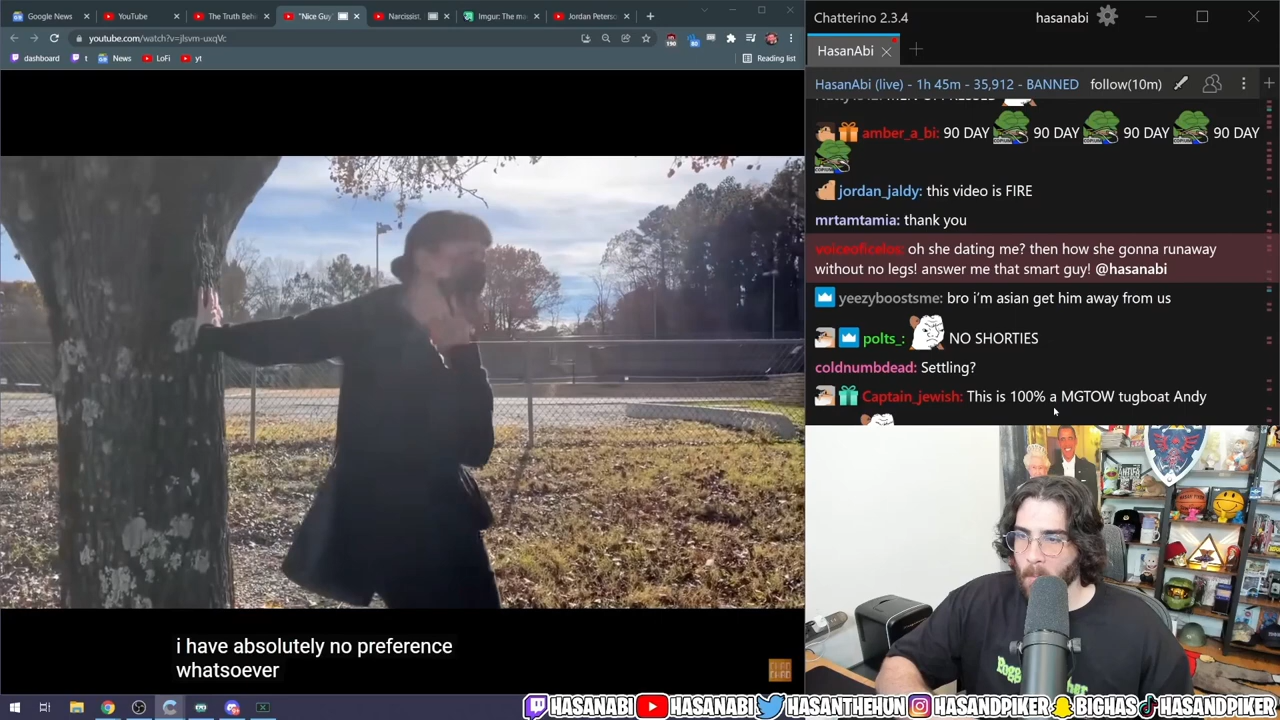 Google News
YouTube
The Truth Beh
"Nice Guy
Narcissist
Imgur: The ma
Jordan Peters
youtube.com/watch?v=jlsvm-uxqVc
dashboard
t
News
LoFi
yt
Reading list
i have absolutely no preference
whatsoever
Chatterino 2.3.4
hasanabi
HasanAbi
HasanAbi (live) - 1h 45m - 35,912 - BANNED
follow(10m)
amber_a_bi: 90 DAY 90 DAY 90 DAY 90 DAY
jordan_jaldy: this video is FIRE
mrtamtamia: thank you
voiceoficelos: oh she dating me? then how she gonna runaway
without no legs! answer me that smart guy! @hasanabi
yeezyboostsme: bro i'm asian get him away from us
polts_: NO SHORTIES
coldnumbdead: Settling?
Captain_jewish: This is 100% a MGTOW tugboat Andy
HASANABI HASANABI HASANTHEHUN HASANDPIKER BIGHAS HASANDPIKER